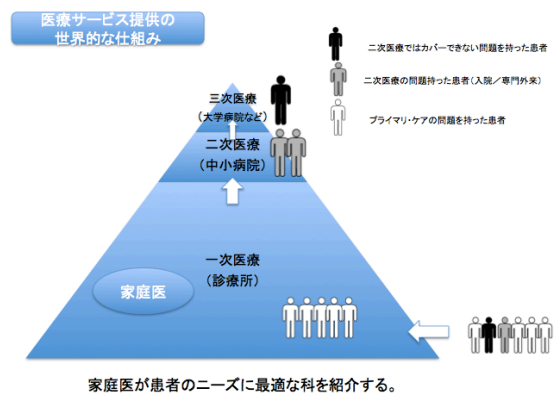 医療サービス提供の
世界的な仕組み
二次医療ではカバーできない問題を持った患者
二次医療の問題持った患者(入院/専門外来)
プライマリ・ケアの問題を持った患者
三次医療
(大学病院など)
二次医療
(中小病院)
一次医療
(診療所)
家庭医
家庭医が患者のニーズに最適な科を紹介する。